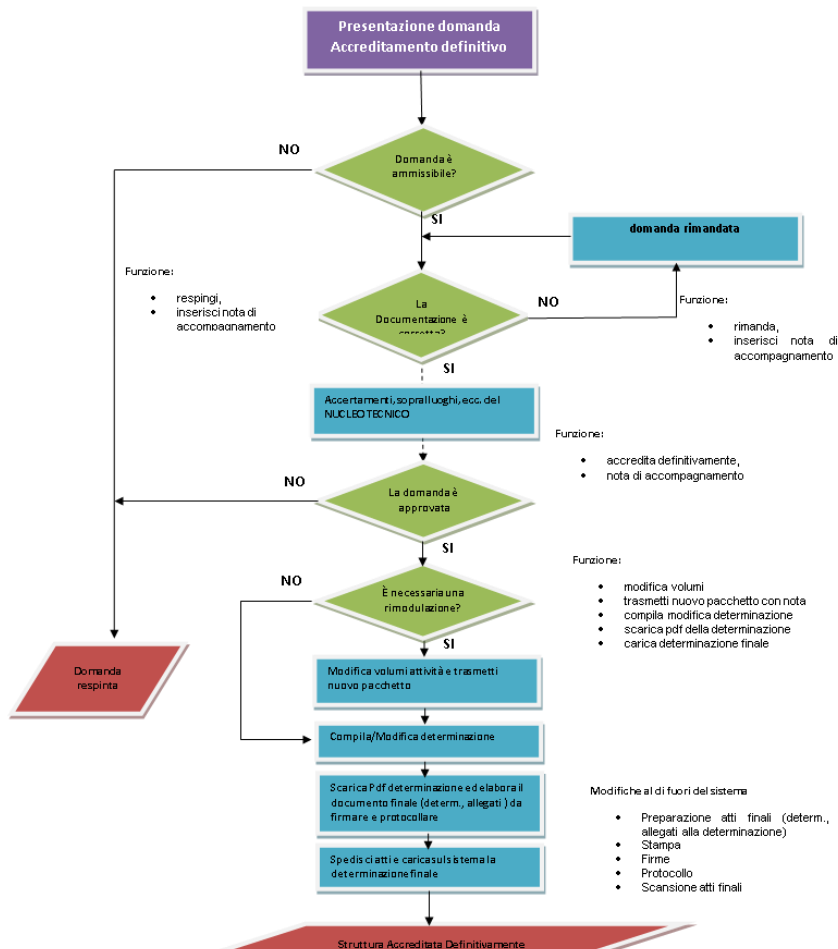 Presentazione domanda
Accreditamento definitivo
NO
Domanda è
ammissibile?
SI
domanda rimandata
Funzione:
• respingi,
• inserisci nota di
accompagnamento
La
Documentazione è
corretta?
NO
Funzione:
• rimanda,
• inserisci nota di
accompagnamento
SI
Accertamenti, sopralluoghi, ecc. del
NUCLEO TECNICO
Funzione:
• accredita definitivamente,
• nota di accompagnamento
NO
La domanda è
approvata
SI
Funzione:
• modifica volumi
• trasmetti nuovo pacchetto con nota
• compila modifica determinazione
• scarica pdf della determinazione
• carica determinazione finale
NO
È necessaria una
rimodulazione?
SI
Domanda
respinta
Modifica volumi attività e trasmetti
nuovo pacchetto
Compila/Modifica determinazione
Scarica Pdf determinazione ed elabora il
documento finale (determ., allegati ) da
firmare e protocollare
Modifiche al di fuori del sistema
• Preparazione atti finali (determ.,
allegati alla determinazione)
• Stampa
• Firme
• Protocollo
• Scansione atti finali
Spedisci atti e carica sul sistema la
determinazione finale
Struttura Accreditata Definitivamente